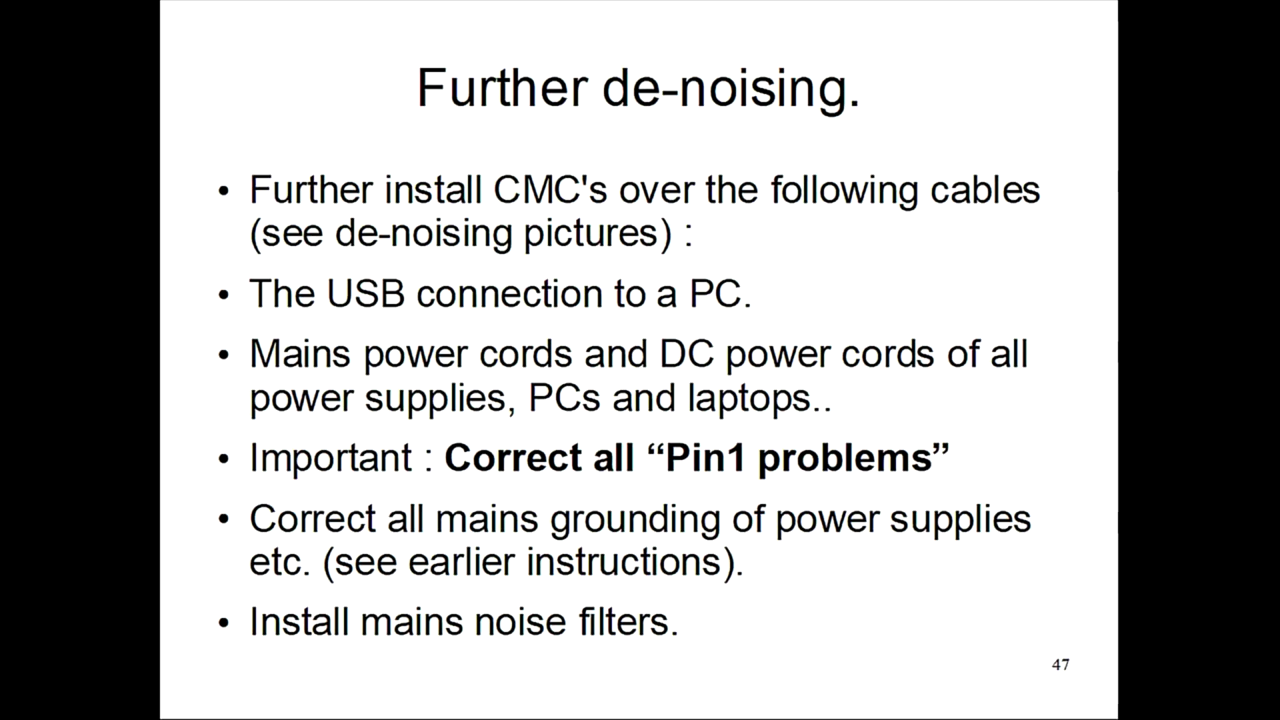 Further de-noising.
• Further install CMC's over the following cables
(see de-noising pictures) :
• The USB connection to a PC.
• Mains power cords and DC power cords of all
power supplies, PCs and laptops..
• Important : Correct all “Pin1 problems”
• Correct all mains grounding of power supplies
etc. (see earlier instructions).
• Install mains noise filters.
47